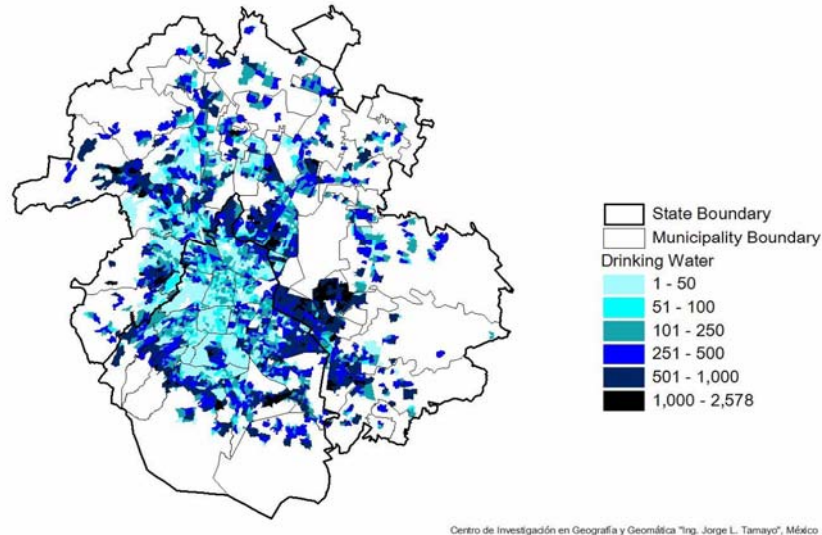 State Boundary
Municipality Boundary
Drinking Water
1 - 50
51 - 100
101 - 250
251 - 500
501 - 1,000
1,000 - 2,578
Centro de Investigación en Geografía y Geomática "Ing. Jorge L. Tamayo", México